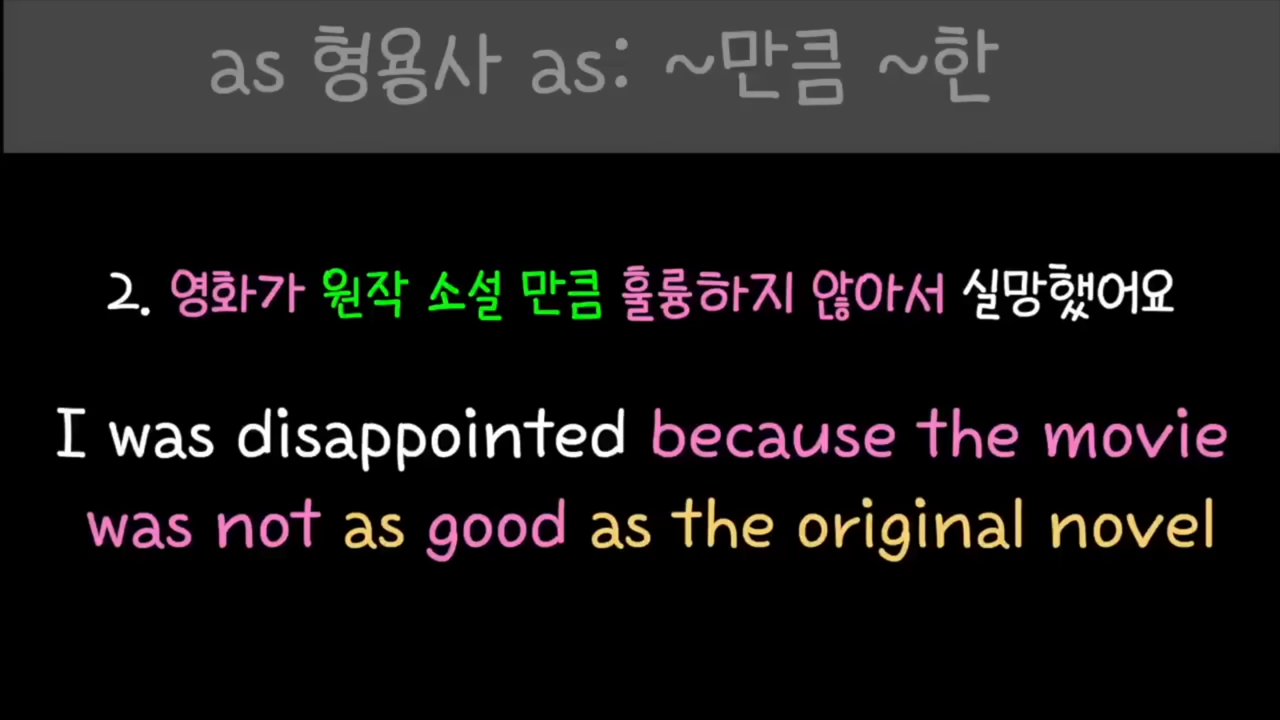 as 형용사 as: ~만큼 ~한
2. 영화가 원작 소설 만큼 훌륭하지 않아서 실망했어요
I was disappointed because the movie
was not as good as the original novel